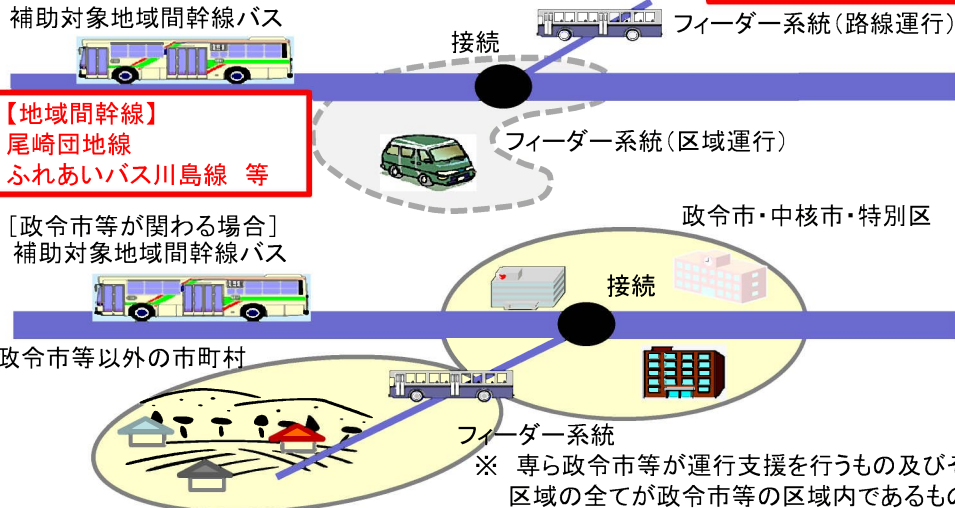 補助対象地域間幹線バス
接続
フィーダー系統(路線運行)
【地域間幹線】
尾崎団地線
ふれあいバス川島線 等
フィーダー系統(区域運行)
[政令市等が関わる場合]
補助対象地域間幹線バス
政令市・中核市・特別区
接続
政令市等以外の市町村
フィーダー系統
※ 専ら政令市等が運行支援を行うもの及びそ
区域の全てが政令市等の区域内であるもの